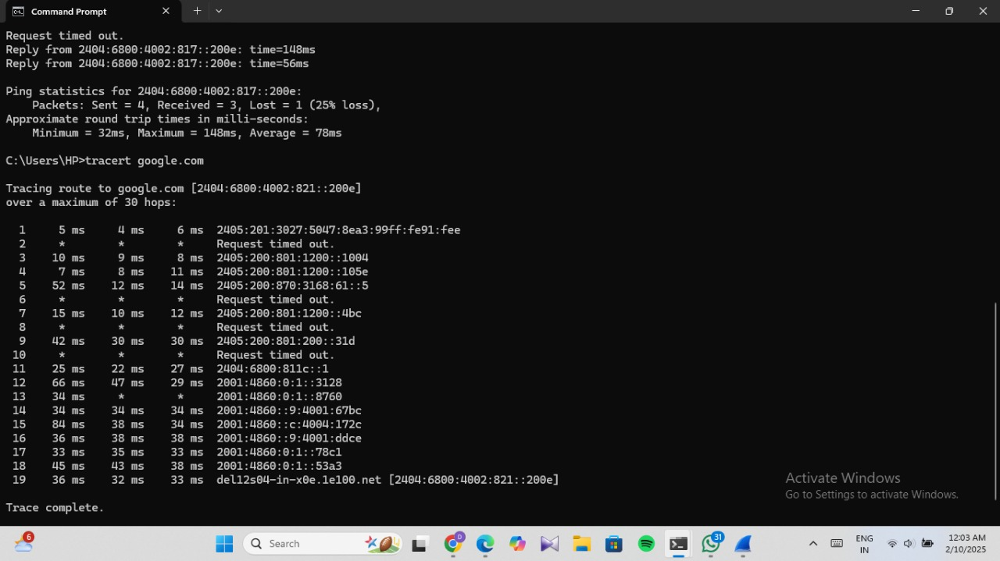 Command Prompt
Request timed out.
Reply from 2404:6800:4002:817::200e: time=148ms
Reply from 2404:6800:4002:817::200e: time=56ms
Ping statistics for 2404:6800:4002:817::200e:
    Packets: Sent = 4, Received = 3, Lost = 1 (25% loss),
Approximate round trip times in milli-seconds:
    Minimum = 32ms, Maximum = 148ms, Average = 78ms
C:\Users\HP>tracert google.com
Tracing route to google.com [2404:6800:4002:821::200e]
over a maximum of 30 hops:
  1     5 ms     4 ms     6 ms  2405:201:3027:5047:8ea3:99ff:fe91:fee
  2     *        *        *     Request timed out.
  3    10 ms     9 ms     8 ms  2405:200:801:1200::1004
  4     7 ms     8 ms    11 ms  2405:200:801:1200::105e
  5    52 ms    12 ms    14 ms  2405:200:870:3168:61::5
  6     *        *        *     Request timed out.
  7    15 ms    10 ms    12 ms  2405:200:801:1200::4bc
  8     *        *        *     Request timed out.
  9    42 ms    30 ms    30 ms  2405:200:801:200::31d
 10     *        *        *     Request timed out.
 11    25 ms    22 ms    27 ms  2404:6800:811c::1
 12    66 ms    47 ms    29 ms  2001:4860:0:1::3128
 13    34 ms     *        *     2001:4860:0:1::8760
 14    34 ms    34 ms    34 ms  2001:4860::9:4001:67bc
 15    84 ms    38 ms    34 ms  2001:4860::c:4004:172c
 16    36 ms    38 ms    38 ms  2001:4860::9:4001:ddce
 17    33 ms    35 ms    33 ms  2001:4860:0:1::78c1
 18    45 ms    43 ms    38 ms  2001:4860:0:1::53a3
 19    36 ms    32 ms    33 ms  del12s04-in-x0e.1e100.net [2404:6800:4002:821::200e]
Trace complete.
Activate Windows
Go to Settings to activate Windows.
6
Search
D
31
ENG
IN
12:03 AM
2/10/2025